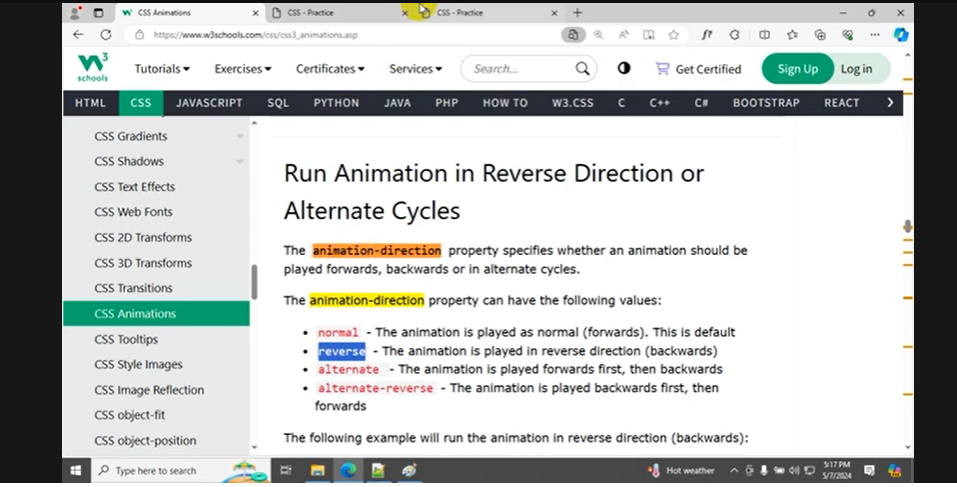 CSS Animations
CSS - Practice
CSS - Practice
https://www.w3schools.com/css/css3_animations.asp
W3
schools
Tutorials
Exercises
Certificates
Services
Search...
Get Certified
Sign Up
Log in
HTML
CSS
JAVASCRIPT
SQL
PYTHON
JAVA
PHP
HOW TO
W3.CSS
C
C++
C#
BOOTSTRAP
REACT
CSS Gradients
CSS Shadows
CSS Text Effects
CSS Web Fonts
CSS 2D Transforms
CSS 3D Transforms
CSS Transitions
CSS Animations
CSS Tooltips
CSS Style Images
CSS Image Reflection
CSS object-fit
CSS object-position
Run Animation in Reverse Direction or
Alternate Cycles
The animation-direction property specifies whether an animation should be
played forwards, backwards or in alternate cycles.
The animation-direction property can have the following values:
• normal - The animation is played as normal (forwards). This is default
• reverse - The animation is played in reverse direction (backwards)
• alternate - The animation is played forwards first, then backwards
• alternate-reverse - The animation is played backwards first, then
forwards
The following example will run the animation in reverse direction (backwards):
Type here to search
Hot weather
5:17 PM
5/7/2024